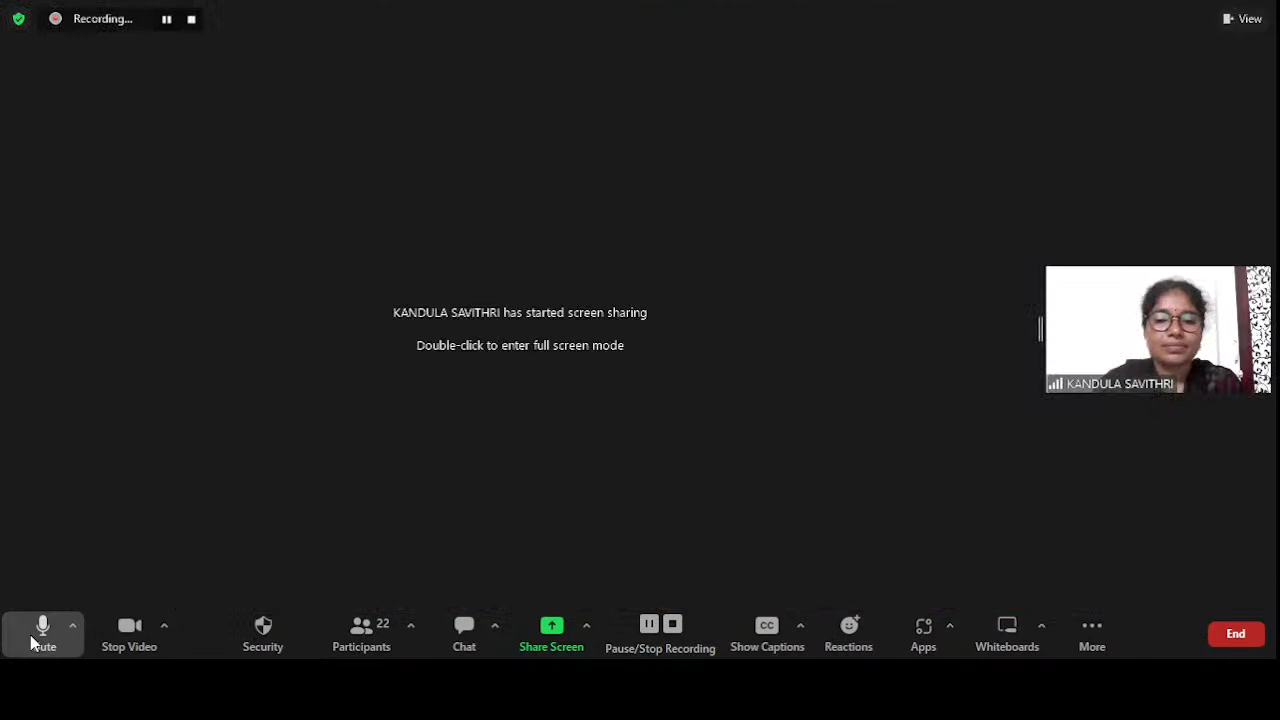 Recording...
View
KANDULA SAVITHRI has started screen sharing
Double-click to enter full screen mode
KANDULA SAVITHRI
Stop Video
Security
22
Participants
Chat
Share Screen
Pause/Stop Recording
CC
Show Captions
Reactions
Apps
Whiteboards
More
End